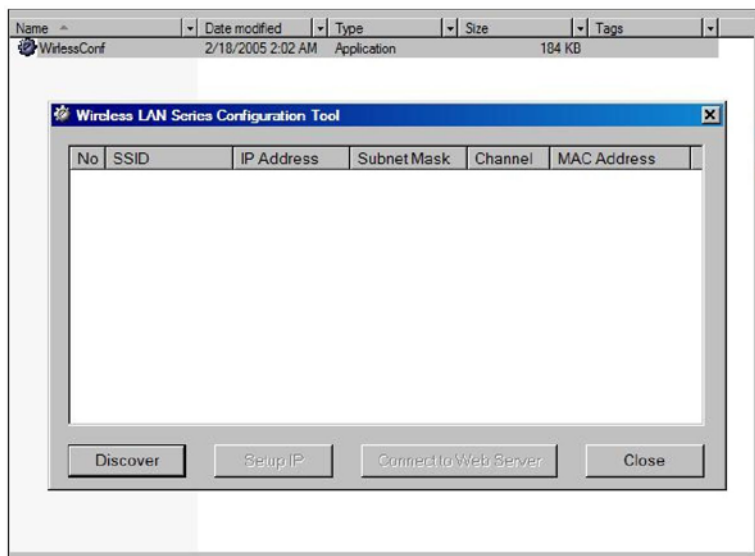 Name Date modified Type Size Tags
WirlessConf 2/18/2005 2:02 AM Application 184 KB
Wireless LAN Series Configuration Tool
No SSID IP Address Subnet Mask Channel MAC Address
Discover Setup IP Connect to Web Server Close